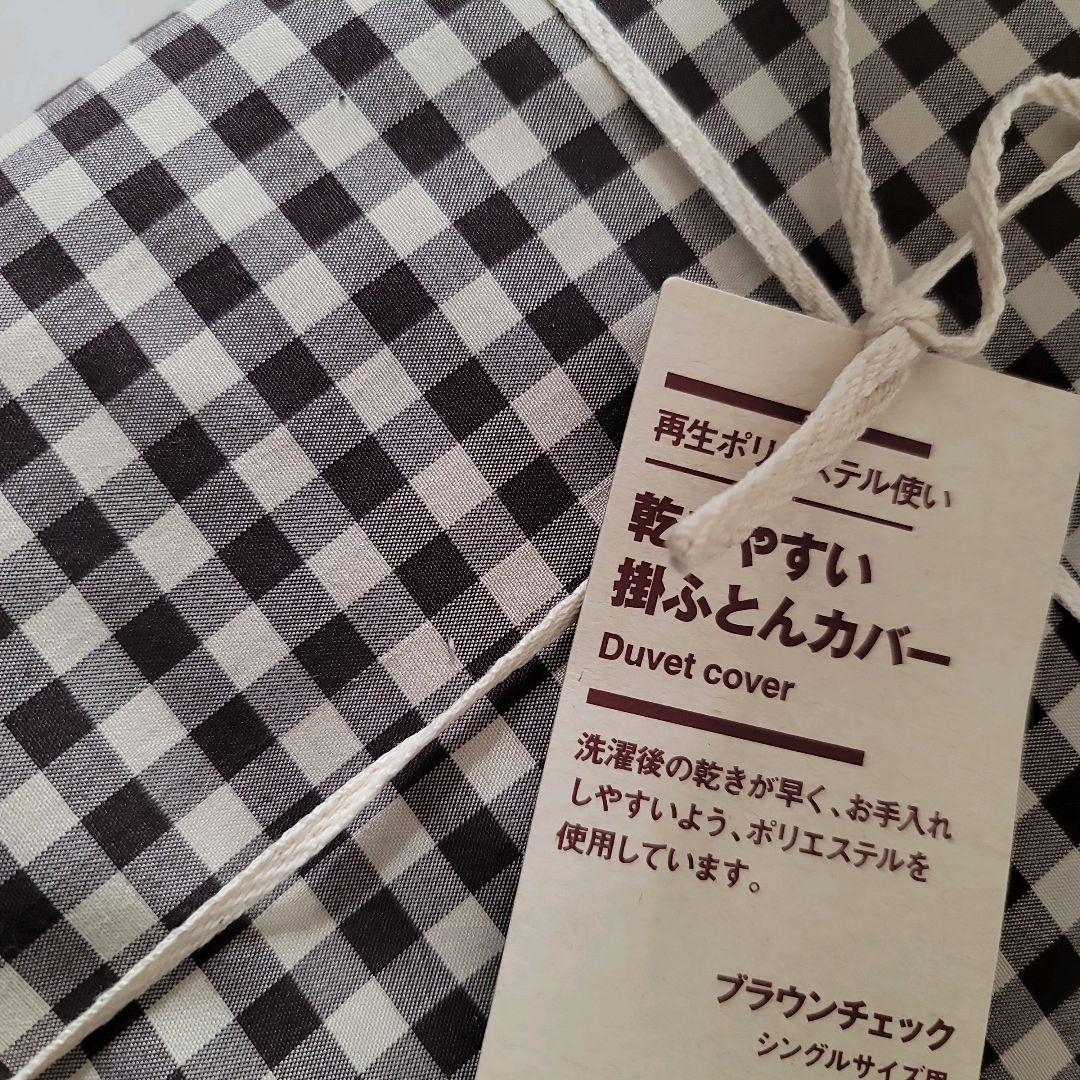 再生ポリステル使い
乾やすい
掛ふとんカバー
Duvet cover
洗濯後の乾きが早く、お手入れ
しやすいよう、ポリエステルを
使用しています。
ブラウンチェック
シングルサイズ用